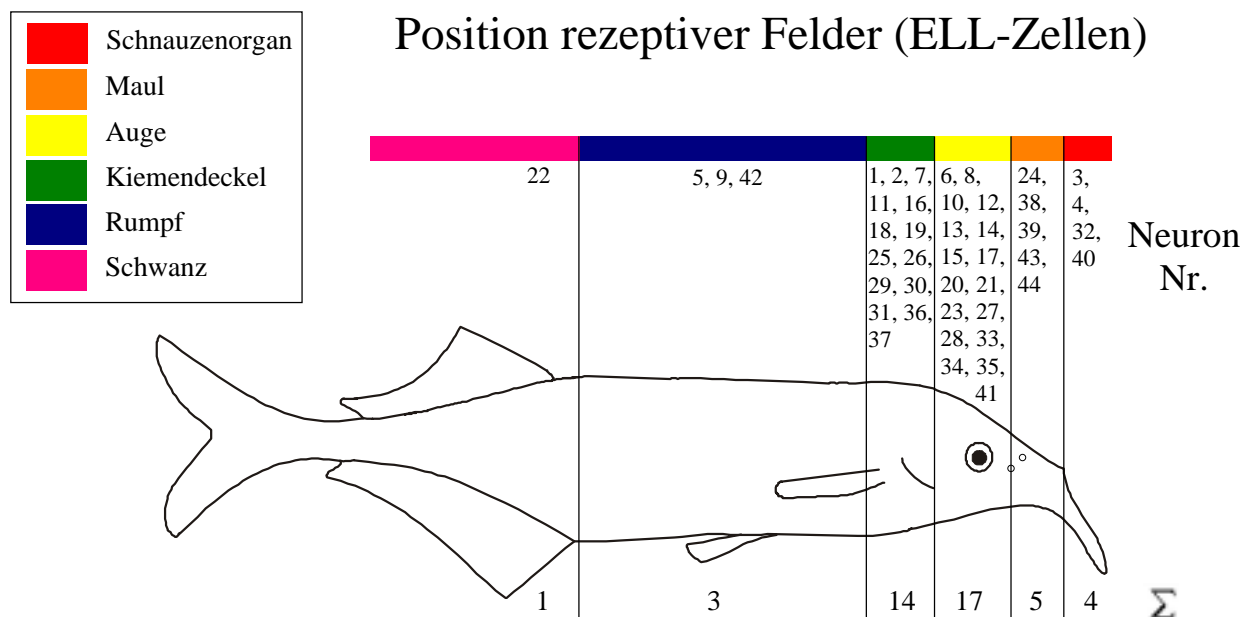 Position rezeptiver Felder (ELL-Zellen)
Schnauzenorgan
Maul
Auge
Kiemendeckel
Rumpf
Schwanz
22
5, 9, 42
1, 2, 7,
11, 16,
18, 19,
25, 26,
29, 30,
31, 36,
37
6, 8,
10, 12,
13, 14,
15, 17,
20, 21,
23, 27,
28, 33,
34, 35,
41
24,
38,
39,
43,
44
3,
4,
32,
40
Neuron
Nr.
1 3 14 17 5 4 Σ